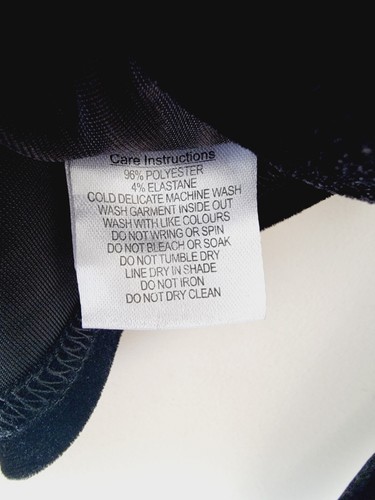 Care Instructions
96% POLYESTER
4% ELASTANE
COLD DELICATE MACHINE WASH
WASH GARMENT INSIDE OUT
WASH WITH LIKE COLOURS
DO NOT WRING OR SPIN
DO NOT BLEACH OR SOAK
DO NOT TUMBLE DRY
LINE DRY IN SHADE
DO NOT IRON
DO NOT DRY CLEAN